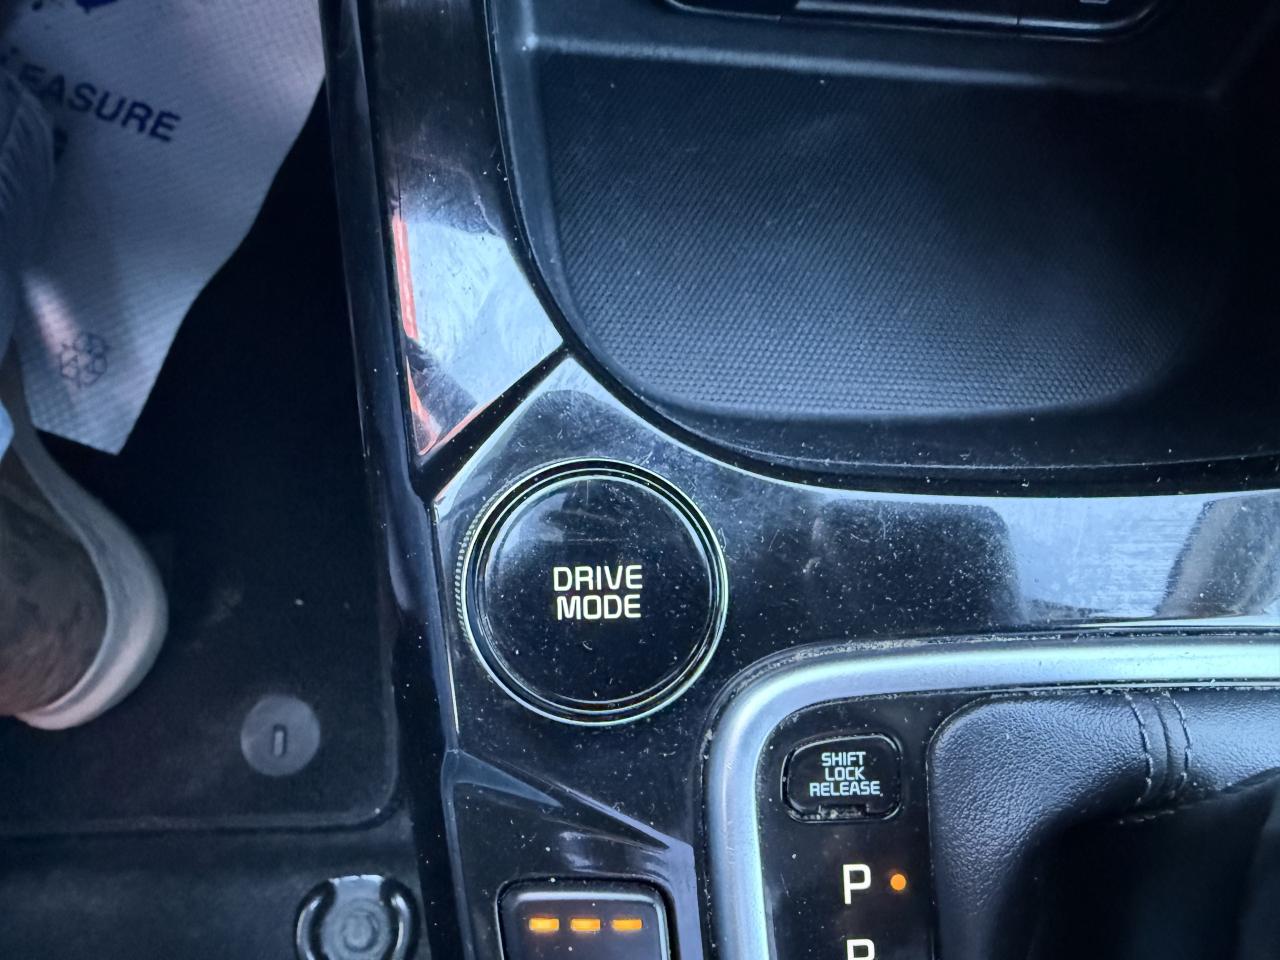 EASURE
DRIVE
MODE
SHIFT
LOCK
RELEASE
P